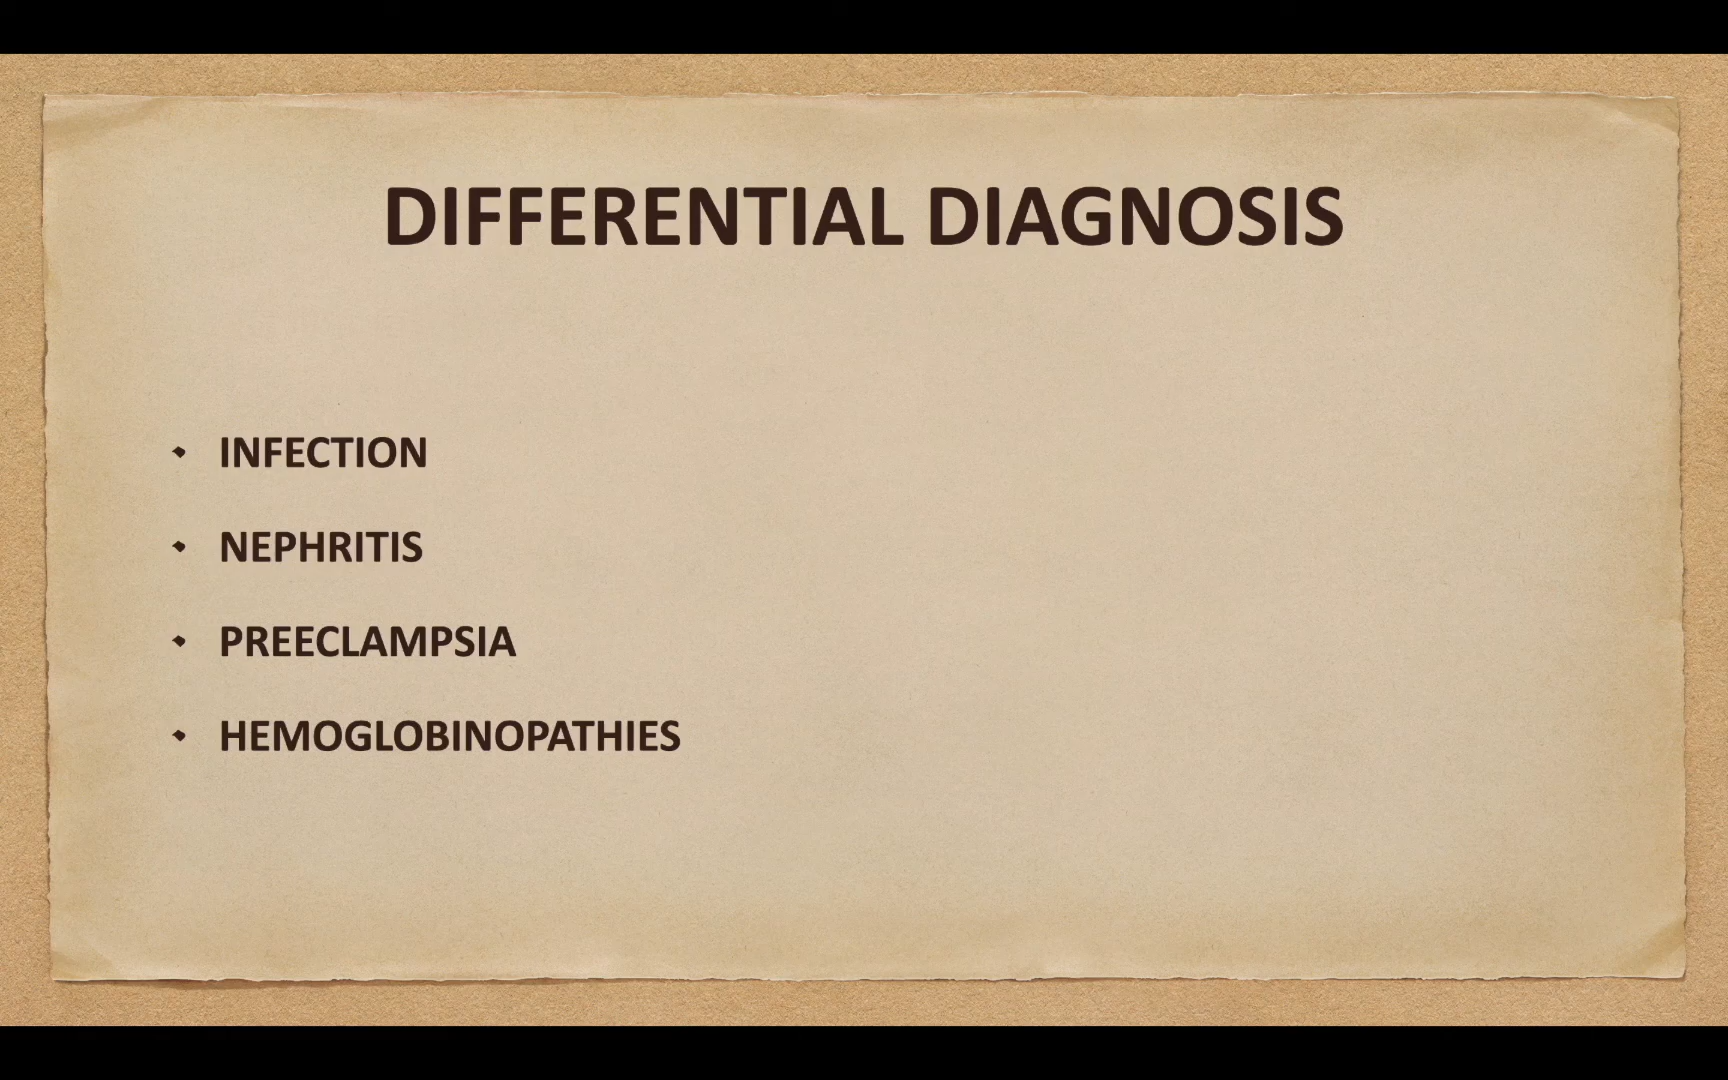 DIFFERENTIAL DIAGNOSIS
• INFECTION
• NEPHRITIS
• PREECLAMPSIA
• HEMOGLOBINOPATHIES